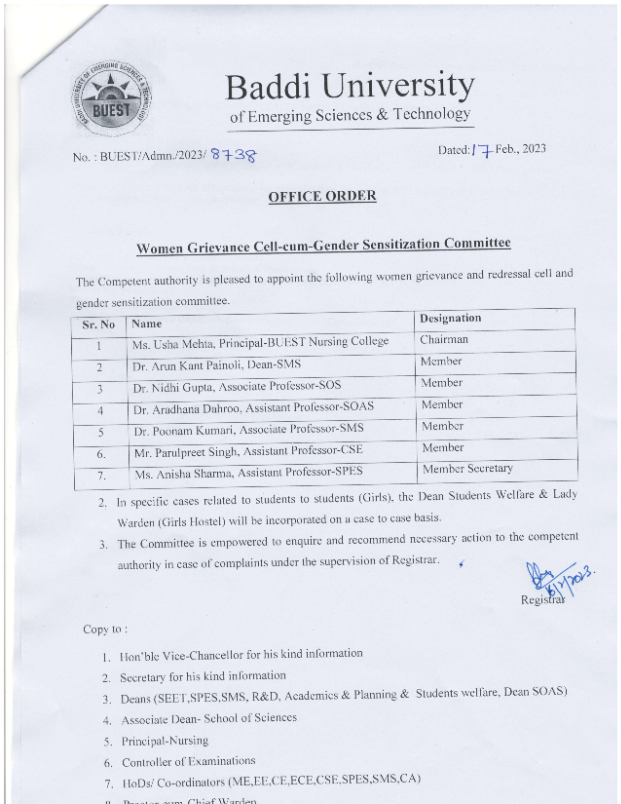 BADDI UNIVERSITY OF EMERGING SCIENCES & TECHNOLOGY
BUEST
Baddi University
of Emerging Sciences & Technology
No. : BUEST/Admn./2023/ 8738
Dated: 17 Feb., 2023
OFFICE ORDER
Women Grievance Cell-cum-Gender Sensitization Committee
The Competent authority is pleased to appoint the following women grievance and redressal cell and
gender sensitization committee.
Sr. No Name Designation
1 Ms. Usha Mehta, Principal-BUEST Nursing College Chairman
2 Dr. Arun Kant Painoli, Dean-SMS Member
3 Dr. Nidhi Gupta, Associate Professor-SOS Member
4 Dr. Aradhana Dahroo, Assistant Professor-SOAS Member
5 Dr. Poonam Kumari, Associate Professor-SMS Member
6. Mr. Parulpreet Singh, Assistant Professor-CSE Member
7. Ms. Anisha Sharma, Assistant Professor-SPES Member Secretary
2. In specific cases related to students to students (Girls), the Dean Students Welfare & Lady
Warden (Girls Hostel) will be incorporated on a case to case basis.
3. The Committee is empowered to enquire and recommend necessary action to the competent
authority in case of complaints under the supervision of Registrar.
16/2/2023.
Registrar
Copy to :
1. Hon'ble Vice-Chancellor for his kind information
2. Secretary for his kind information
3. Deans (SEET,SPES,SMS, R&D, Academics & Planning & Students welfare, Dean SOAS)
4. Associate Dean- School of Sciences
5. Principal-Nursing
6. Controller of Examinations
7. HoDs/ Co-ordinators (ME,EE,CE,ECE,CSE,SPES,SMS,CA)
8. Proctor cum Chief Warden